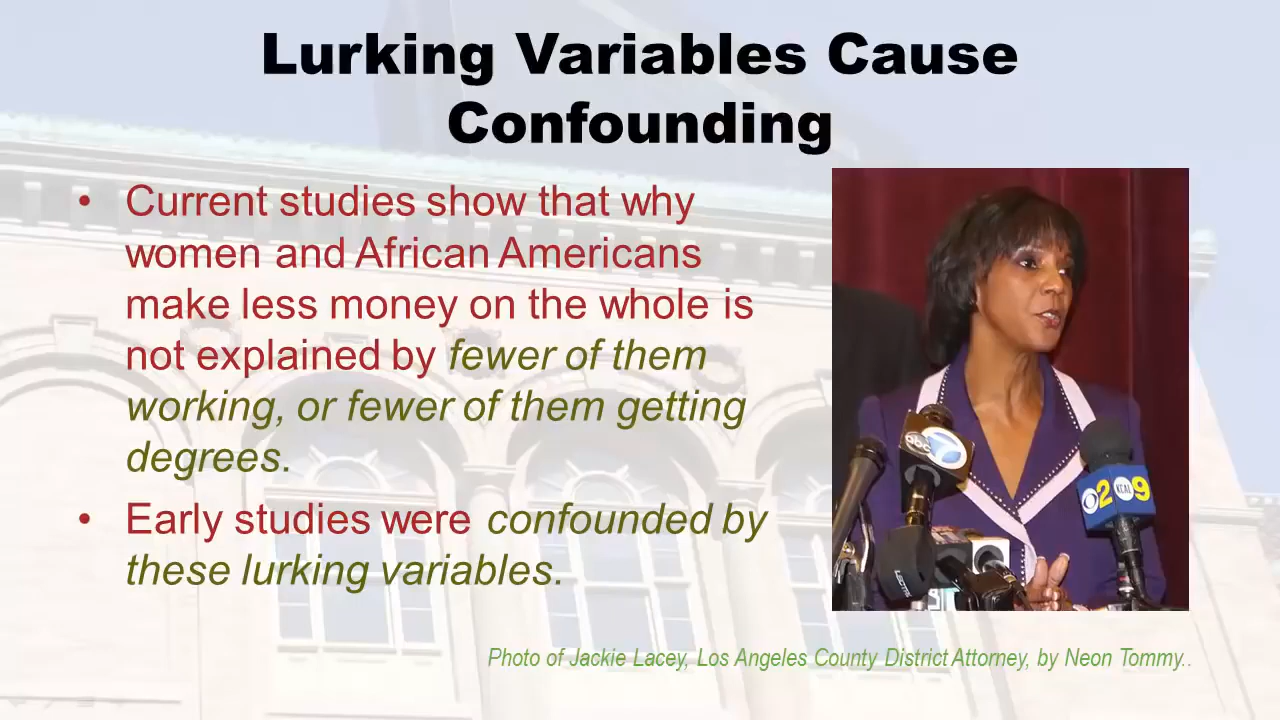 Lurking Variables Cause
Confounding
• Current studies show that why
women and African Americans
make less money on the whole is
not explained by fewer of them
working, or fewer of them getting
degrees.
• Early studies were confounded by
these lurking variables.
abc 7
2 KCAL 9
LECTRO
Photo of Jackie Lacey, Los Angeles County District Attorney, by Neon Tommy..